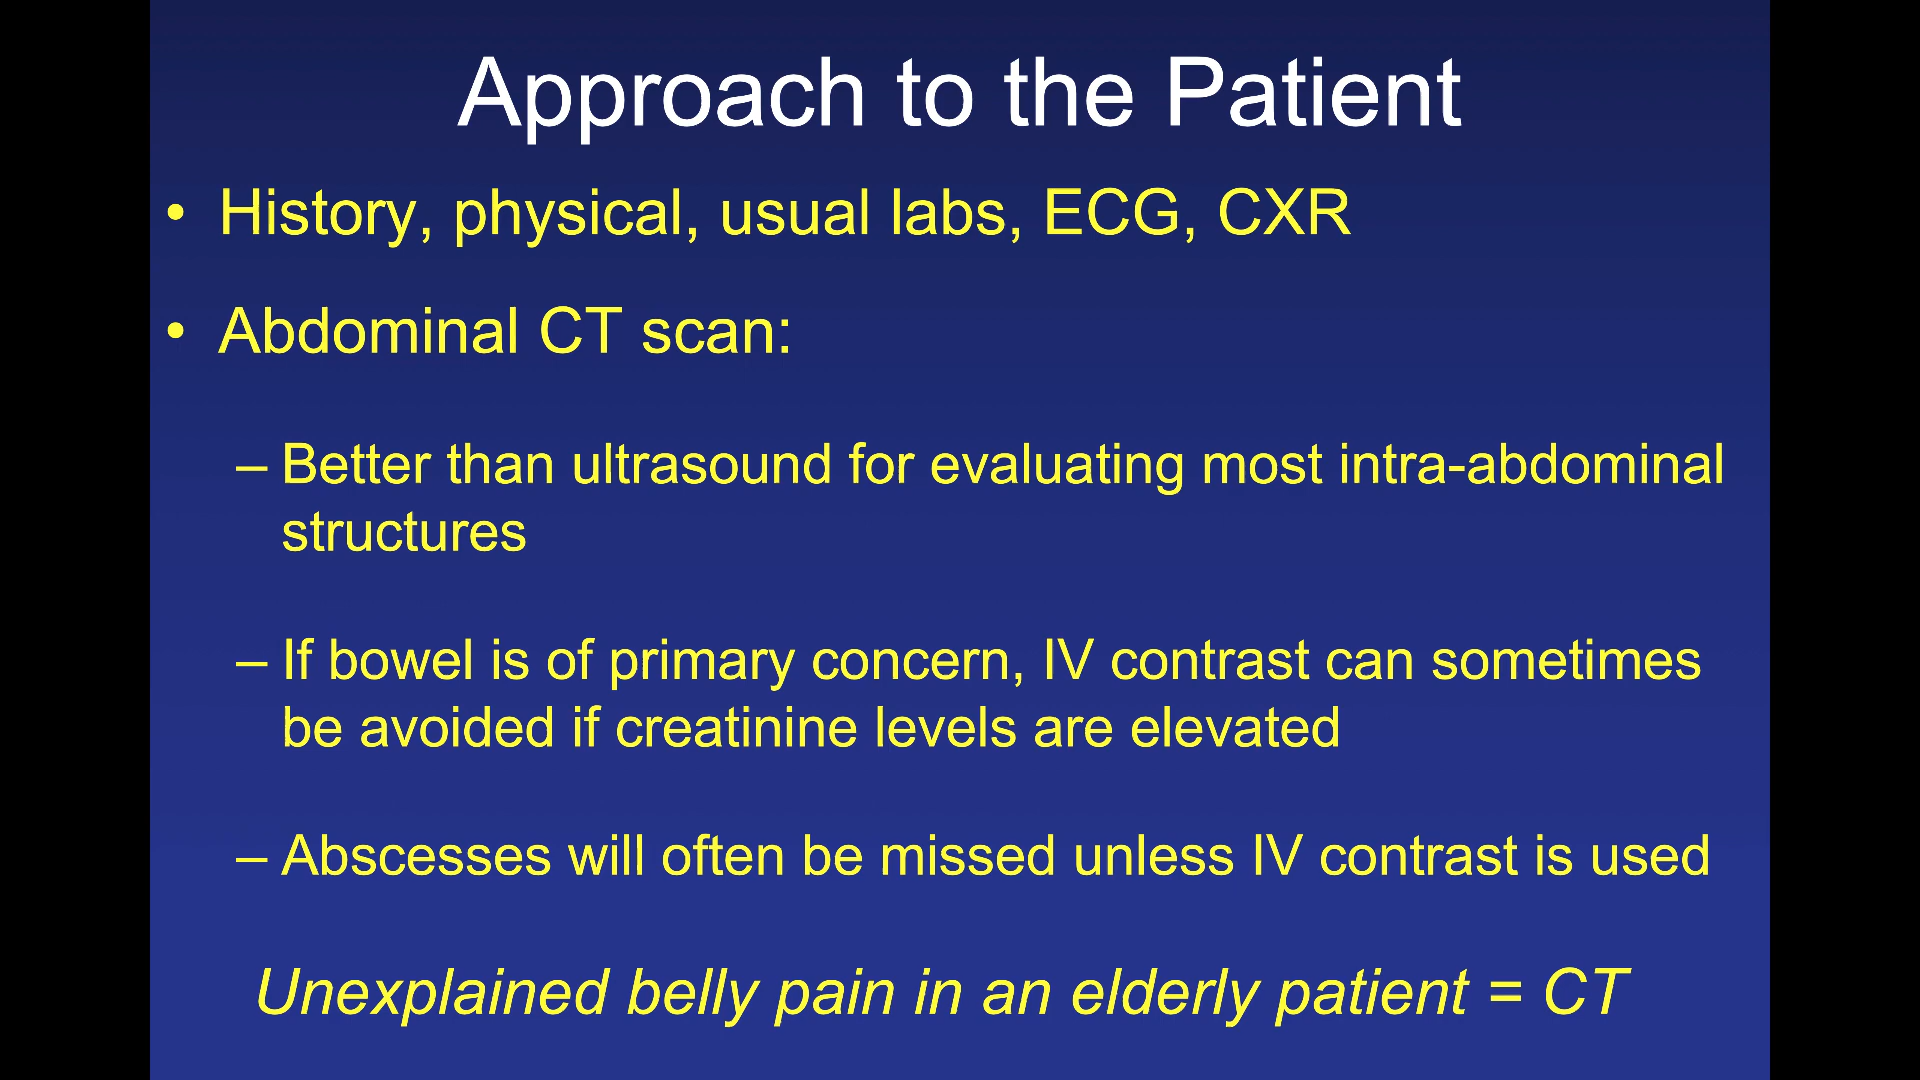 Approach to the Patient
• History, physical, usual labs, ECG, CXR
• Abdominal CT scan:
– Better than ultrasound for evaluating most intra-abdominal
structures
– If bowel is of primary concern, IV contrast can sometimes
be avoided if creatinine levels are elevated
– Abscesses will often be missed unless IV contrast is used
Unexplained belly pain in an elderly patient = CT